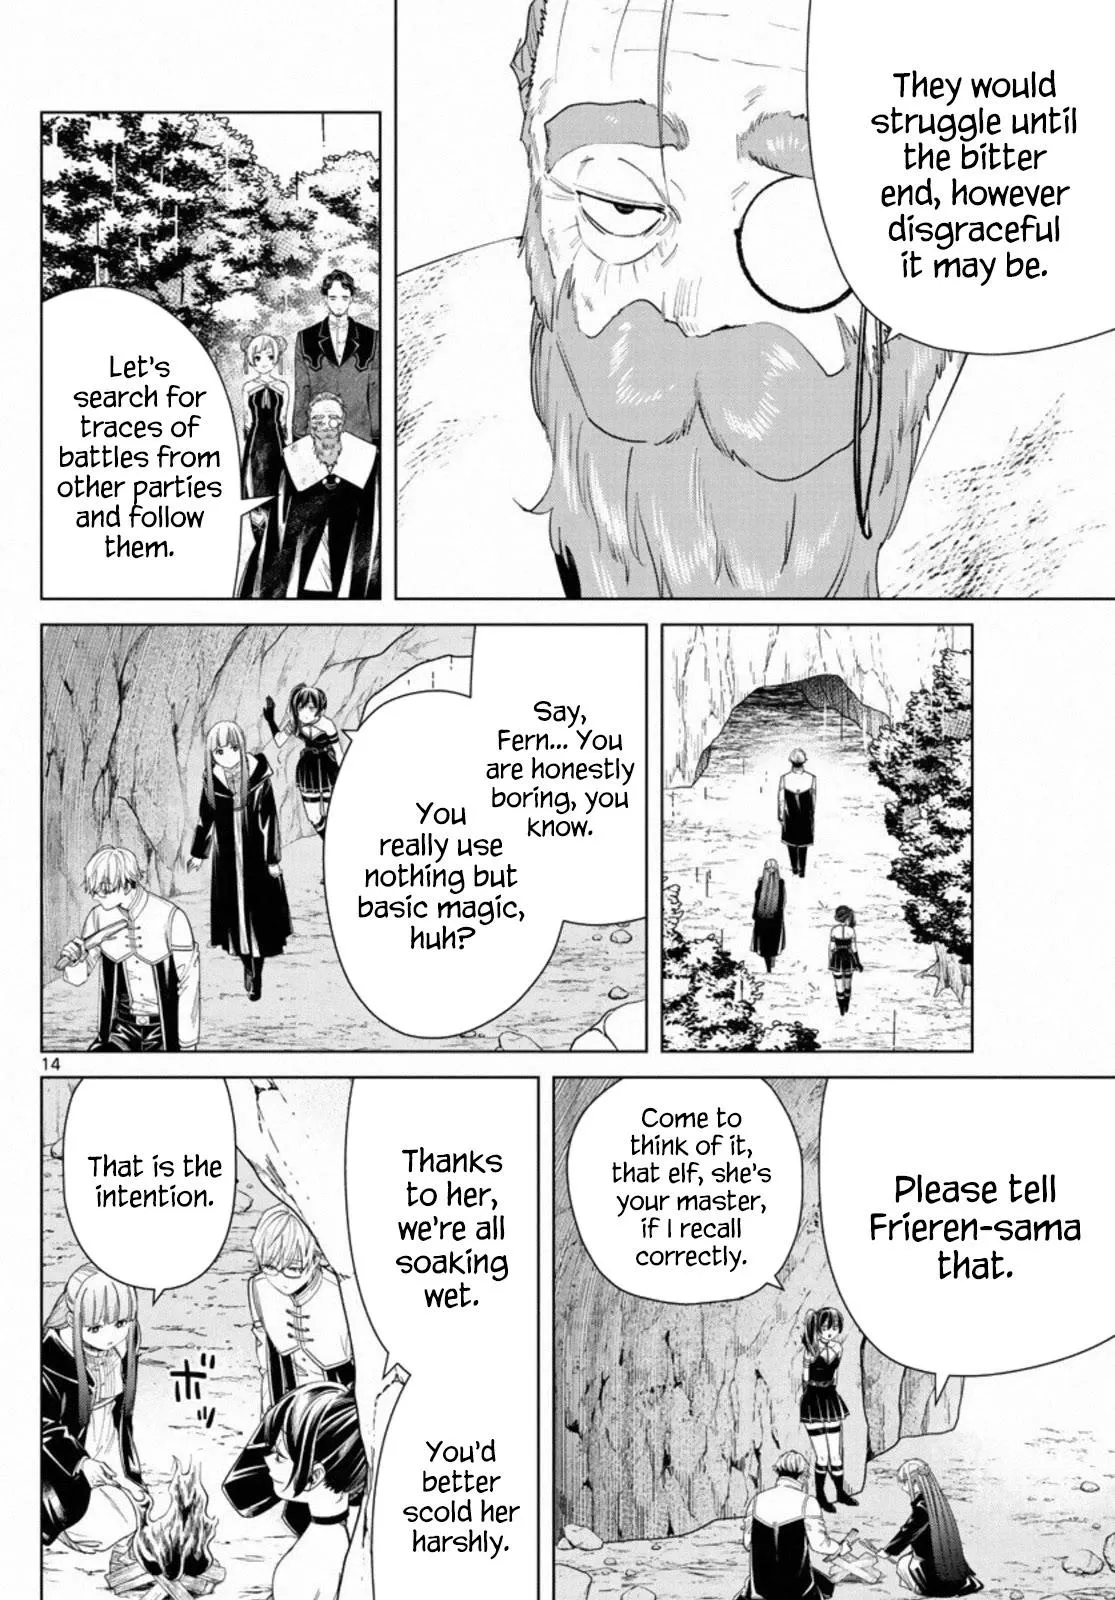 They would
struggle until
the bitter
end, however
disgraceful
it may be.
Let's
search for
traces of
battles from
other parties
and follow
them.
Say,
Fern... You
are honestly
boring, you
know.
You
really use
nothing but
basic magic,
huh?
14
Please tell
Frieren-sama
that.
Come to
think of it,
that elf, she's
your master,
if I recall
correctly.
Thanks
to her,
we're all
soaking
wet.
You'd
better
scold her
harshly.
That is the
intention.
ボッ